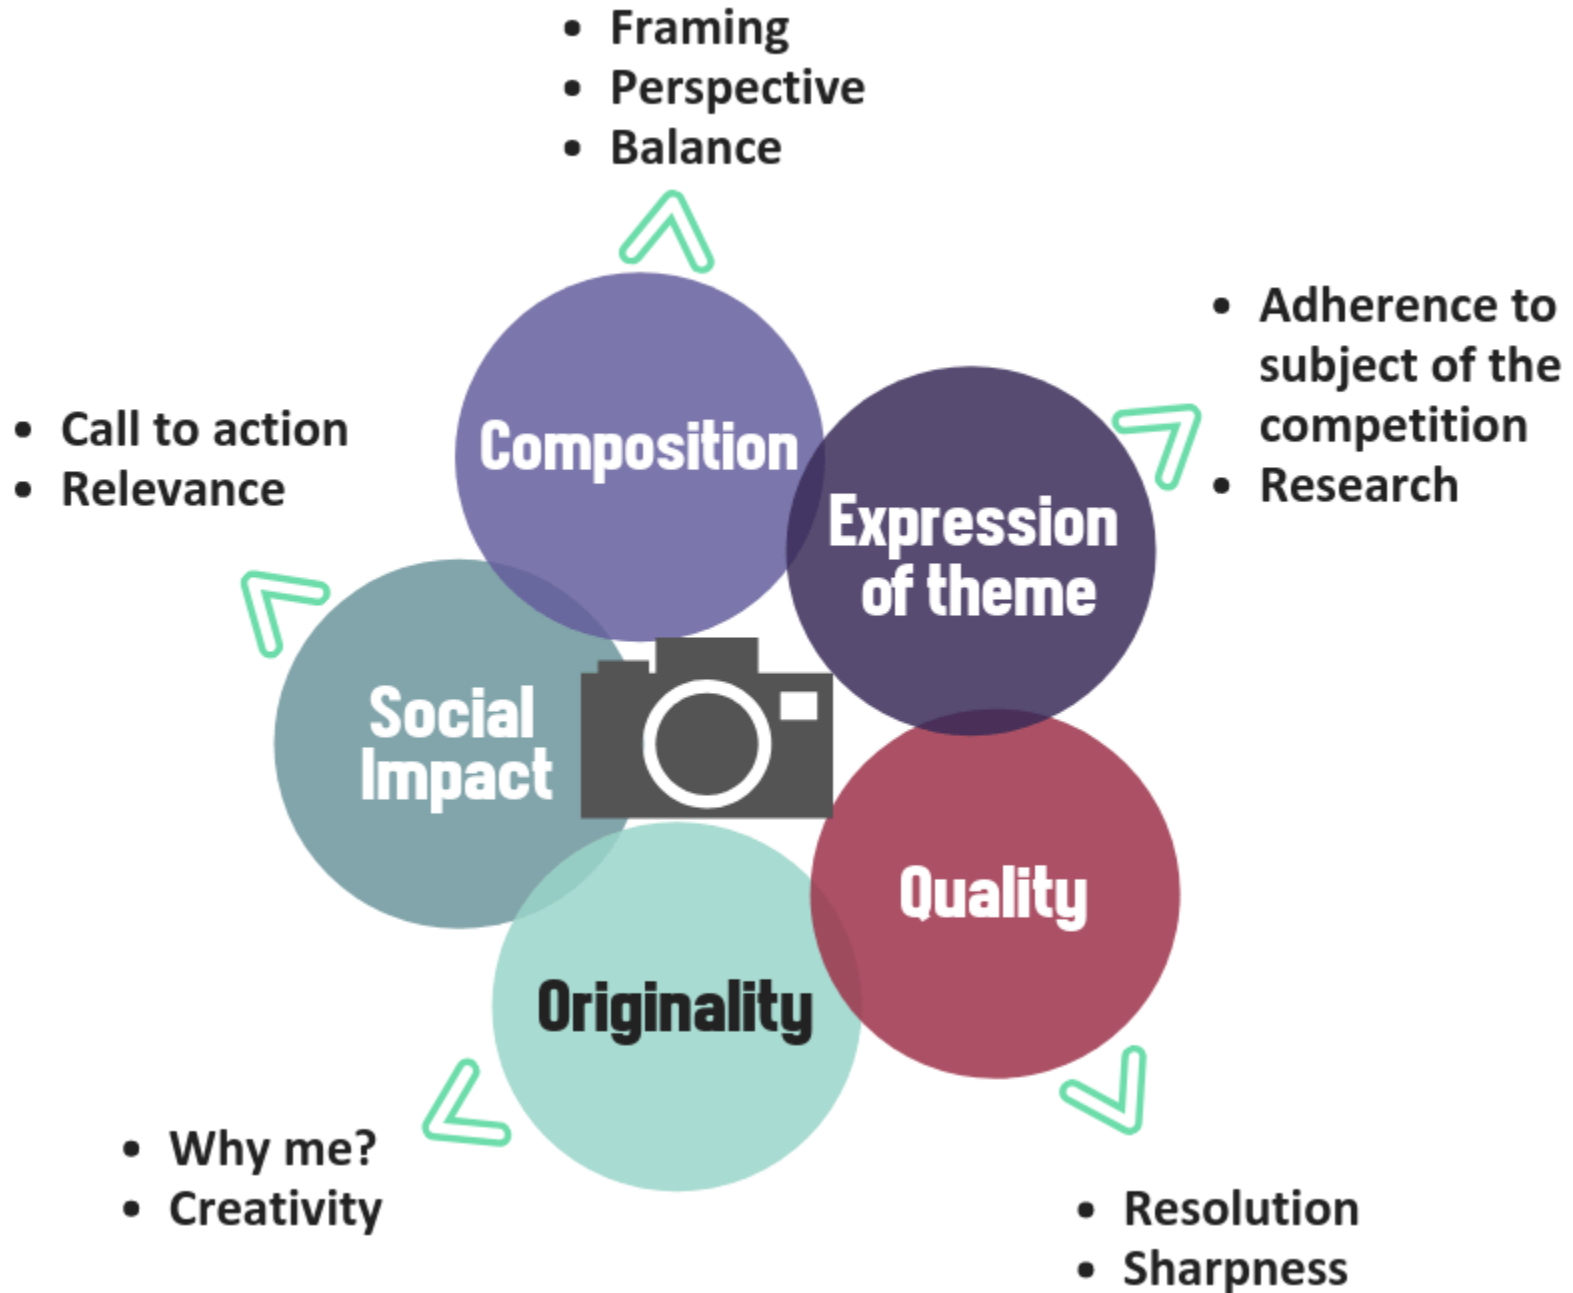 • Framing
• Perspective
• Balance
• Adherence to
subject of the
competition
• Research
• Call to action
• Relevance
Composition
Expression
of theme
Social
Impact
Quality
Originality
• Why me?
• Creativity
• Resolution
• Sharpness